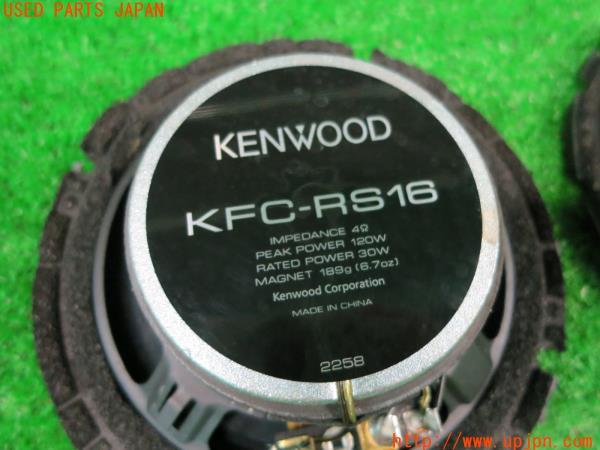 USED PARTS JAPAN
KENWOOD
KFC-RS16
IMPEDANCE 4Ω
PEAK POWER 120W
RATED POWER 30W
MAGNET 189g (6.7oz)
Kenwood Corporation
MADE IN CHINA
2258
http://www.upjpn.com/